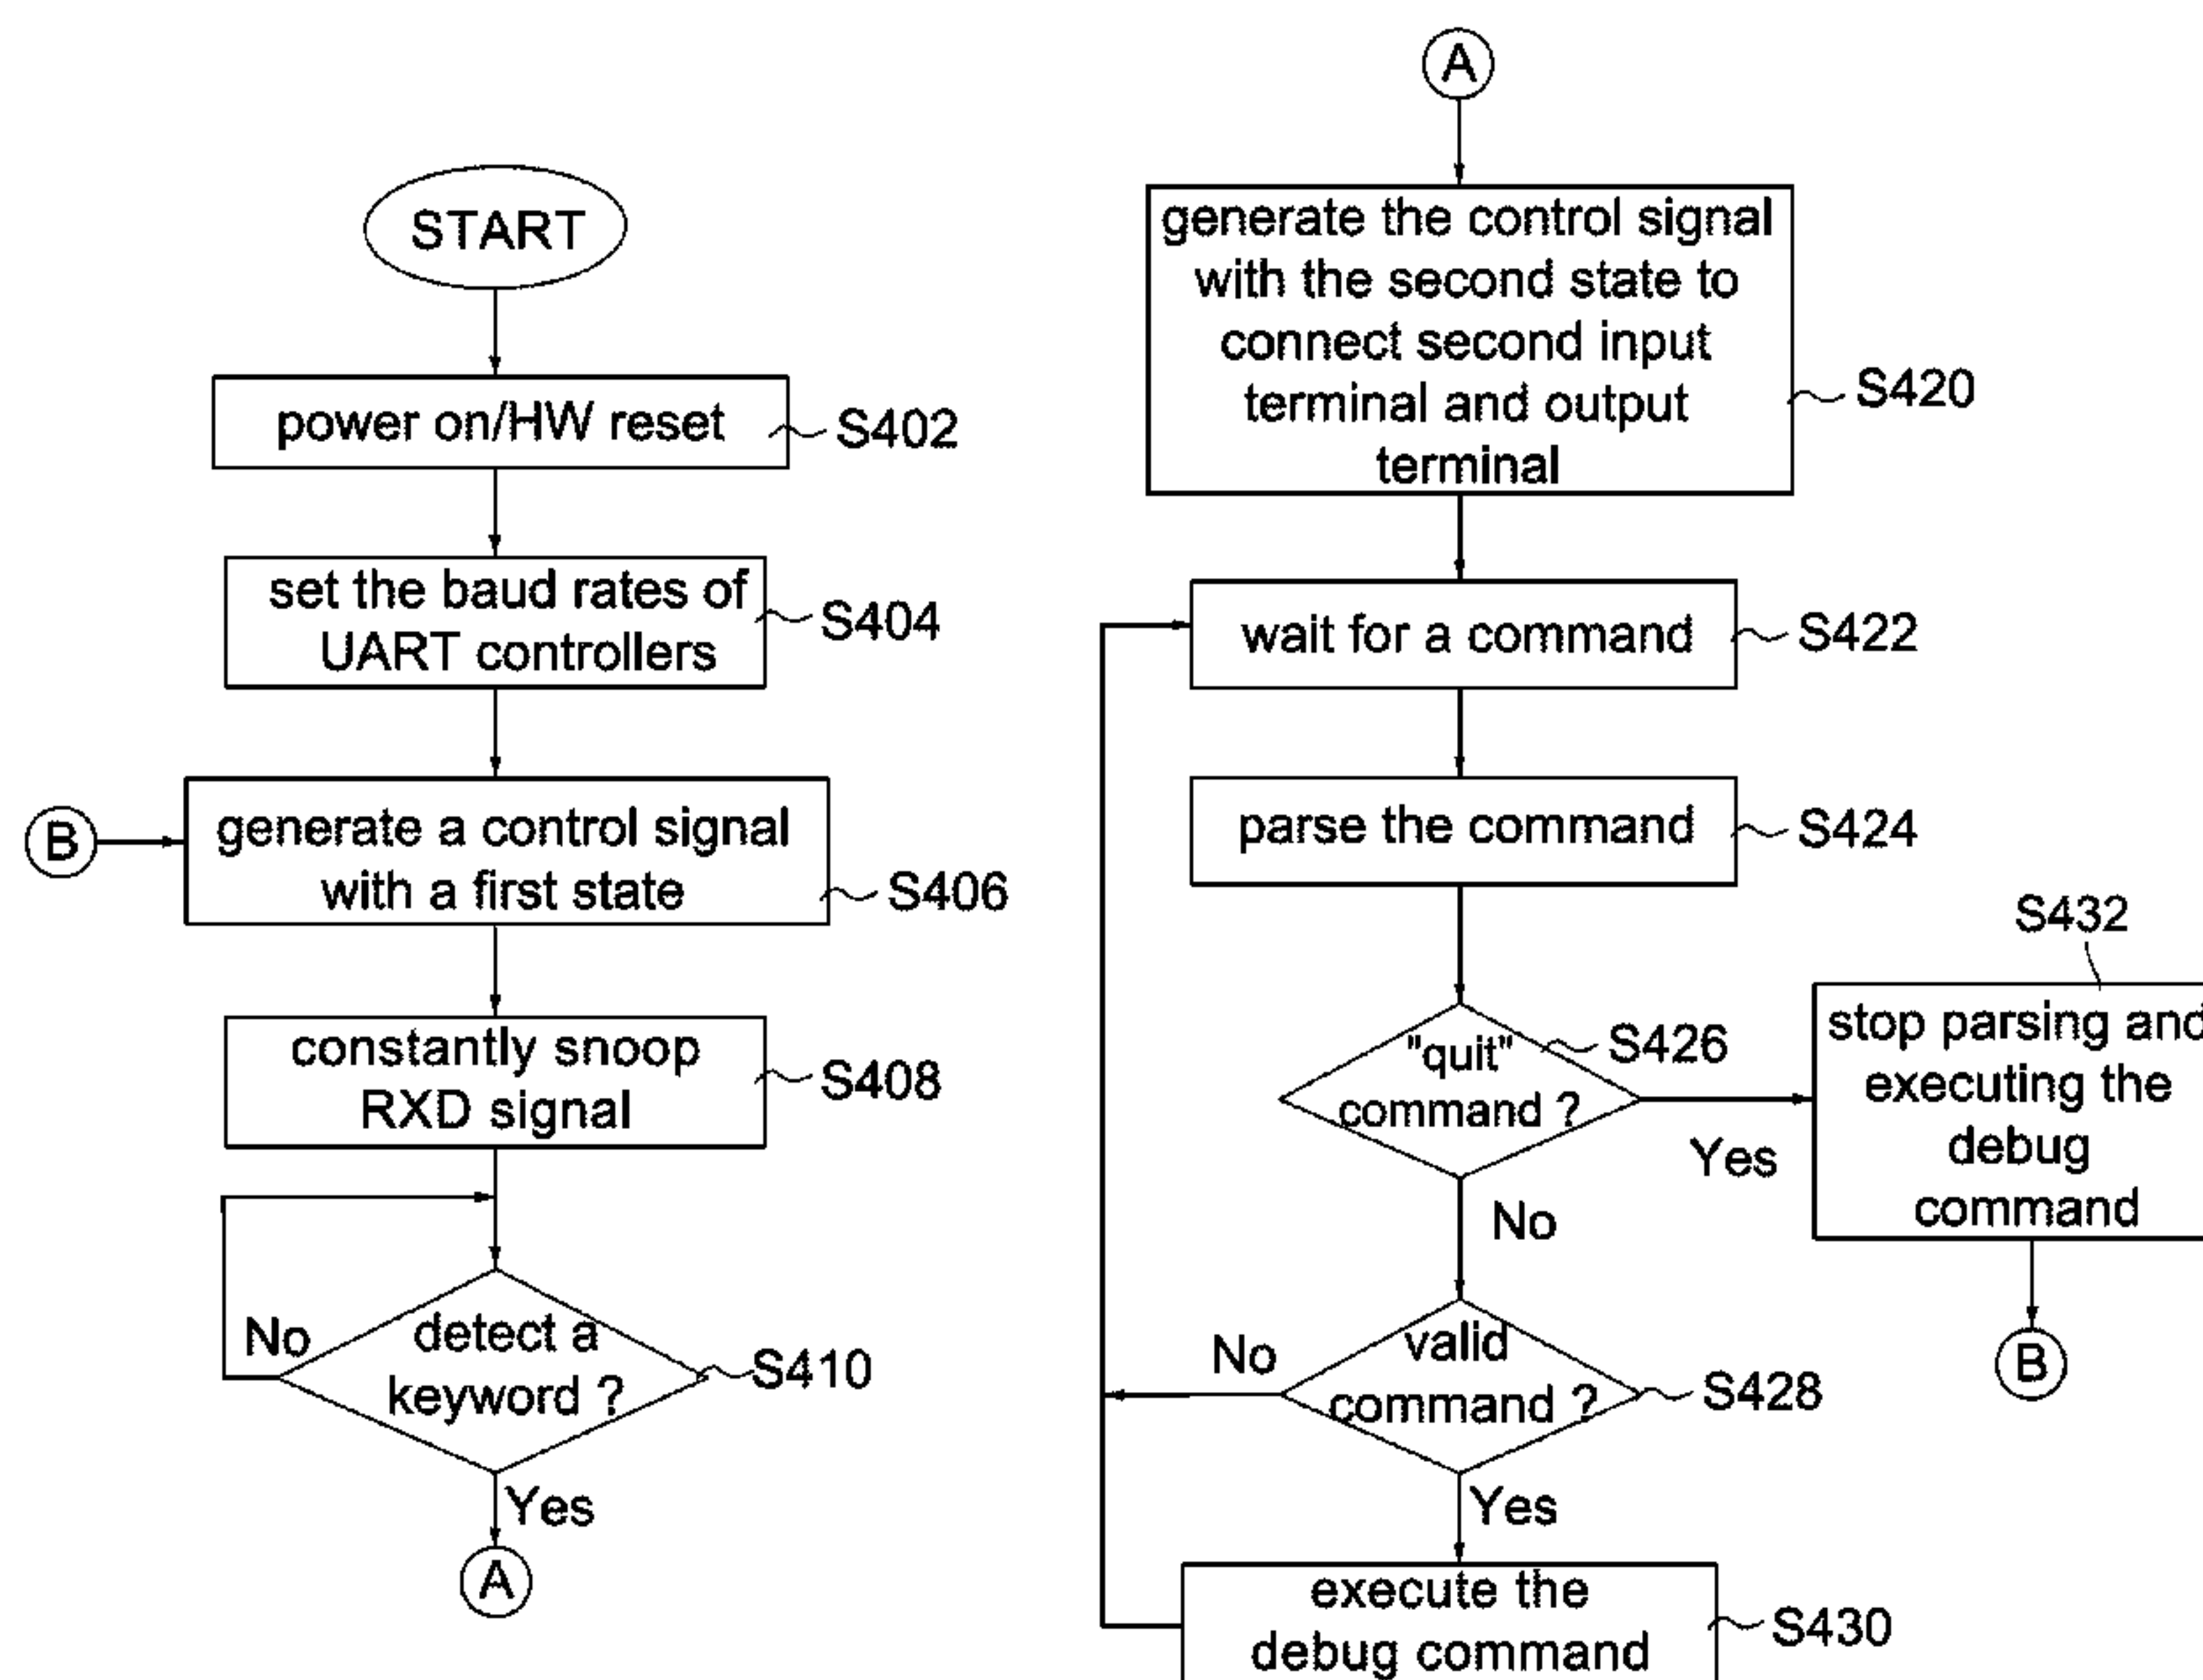 START
power on/HW reset
S402
set the baud rates of
UART controllers
S404
B
generate a control signal
with a first state
S406
constantly snoop
RXD signal
S408
No
detect a
keyword ?
S410
Yes
A
A
generate the control signal
with the second state to
connect second input
terminal and output
terminal
S420
wait for a command
S422
parse the command
S424
"quit"
command ?
S426
Yes
No
S432
stop parsing and
executing the
debug
command
B
valid
command ?
S428
No
Yes
execute the
debug command
S430